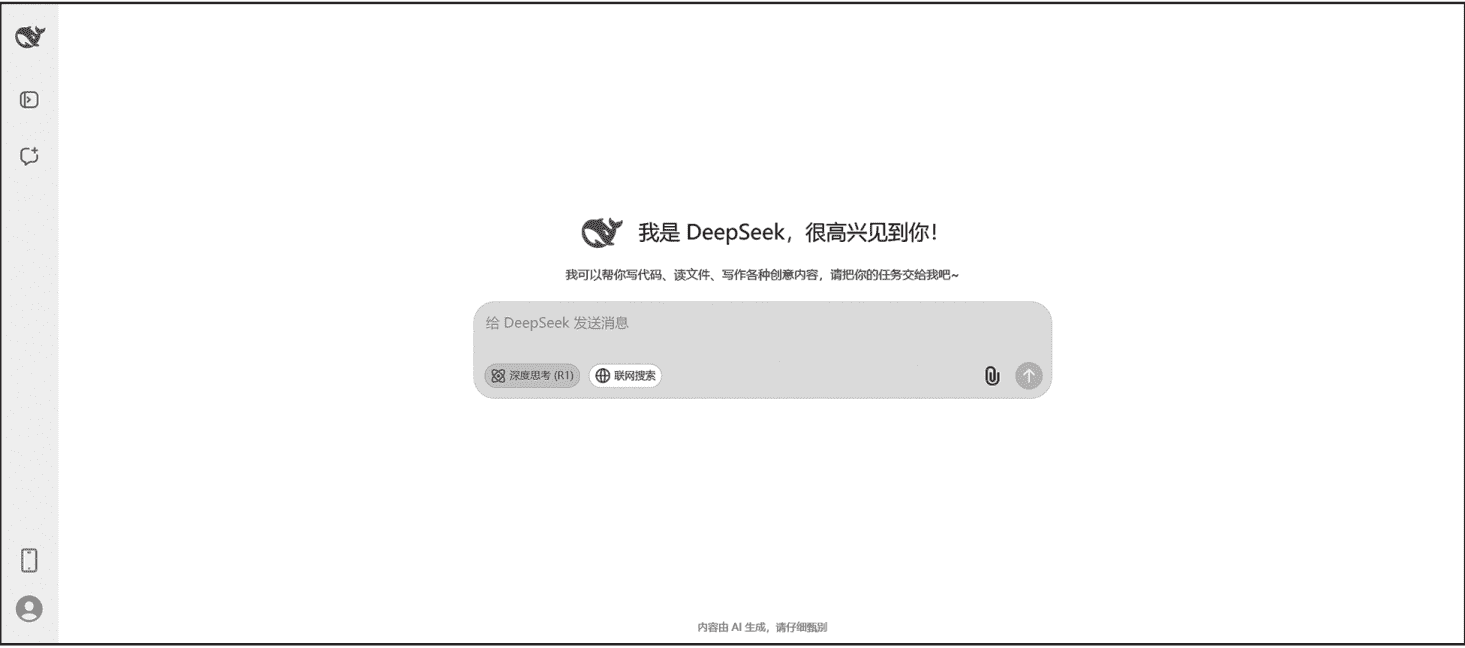 我是 DeepSeek，很高兴见到你！
我可以帮你写代码、读文件、写作各种创意内容，请把你的任务交给我吧~
给 DeepSeek 发送消息
深度思考 (R1) 联网搜索
内容由 AI 生成，请仔细甄别